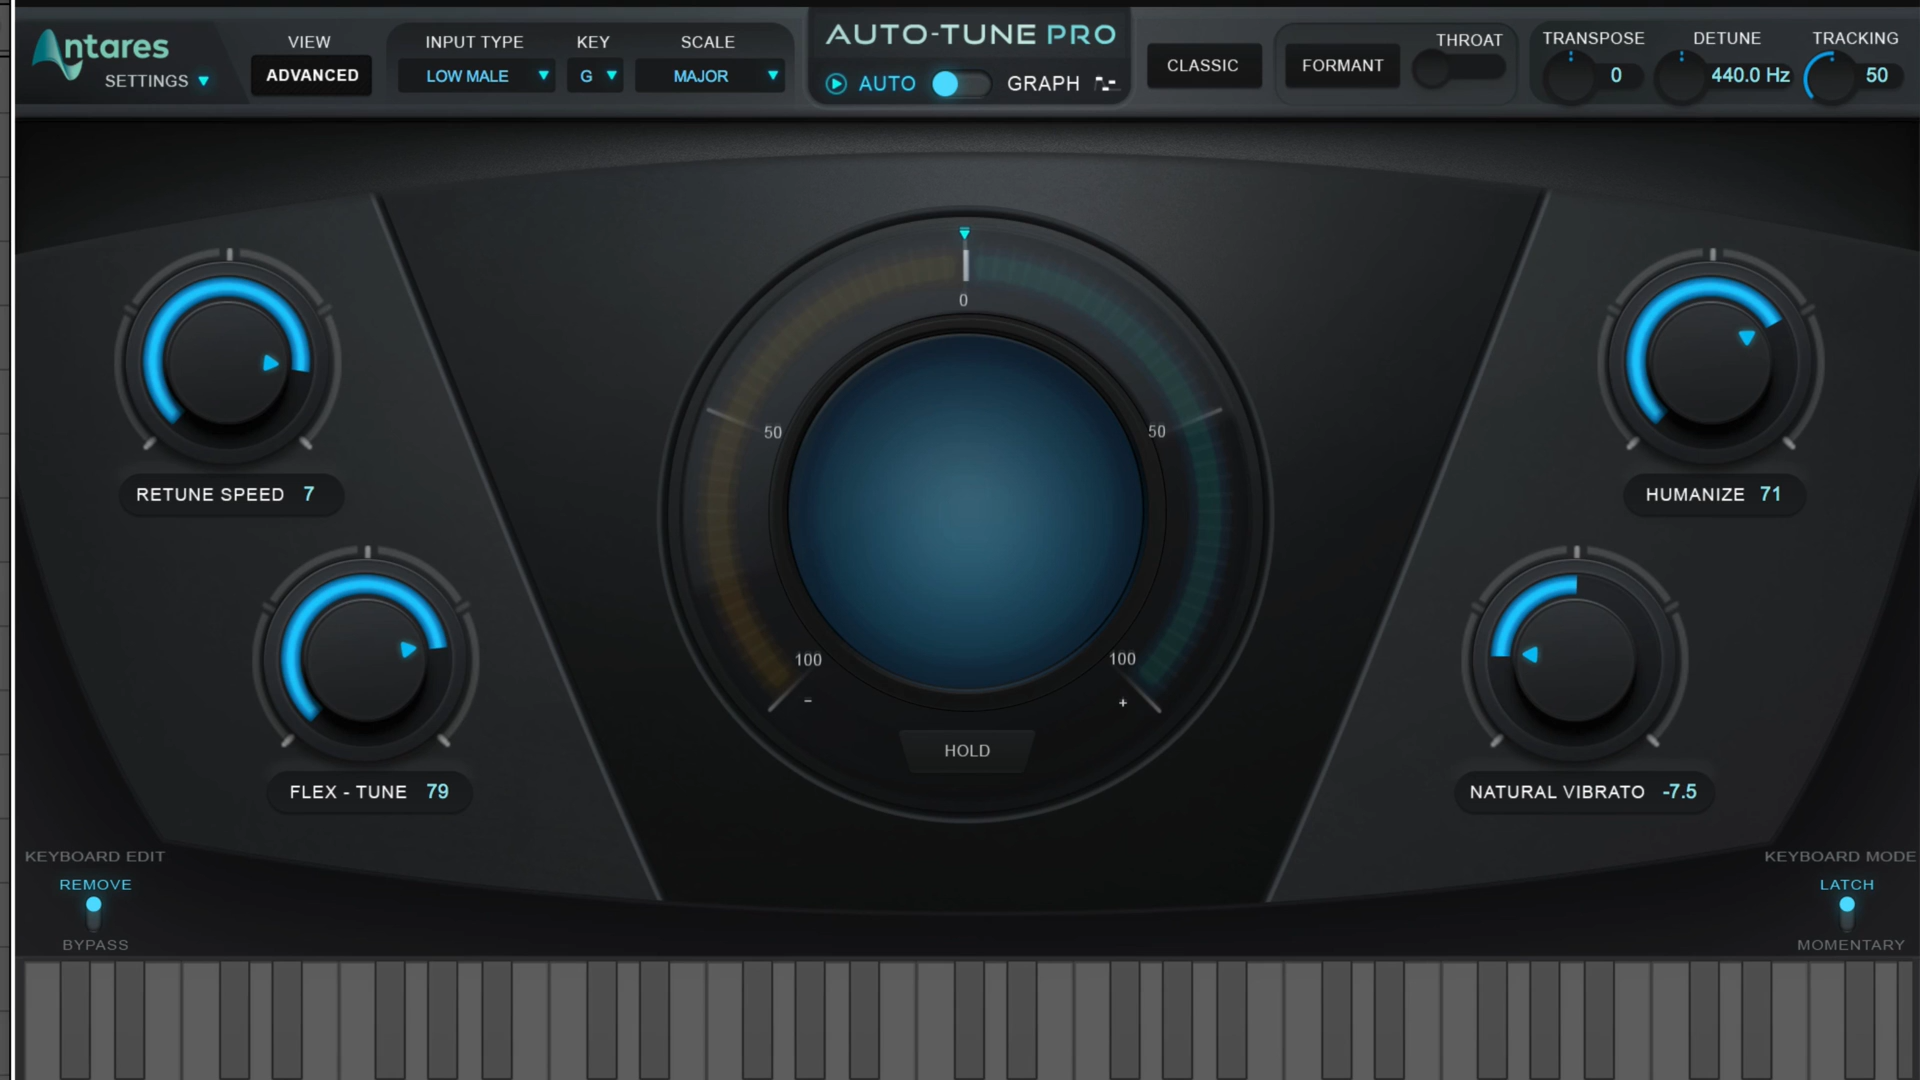 Antares
SETTINGS
VIEW
ADVANCED
INPUT TYPE
LOW MALE
KEY
G
SCALE
MAJOR
AUTO-TUNE PRO
AUTO
GRAPH
CLASSIC
FORMANT
THROAT
TRANSPOSE
0
DETUNE
440.0 Hz
TRACKING
50
0
50
50
100
100
-
+
HOLD
RETUNE SPEED 7
HUMANIZE 71
FLEX - TUNE 79
NATURAL VIBRATO -7.5
KEYBOARD EDIT
REMOVE
BYPASS
KEYBOARD MODE
LATCH
MOMENTARY